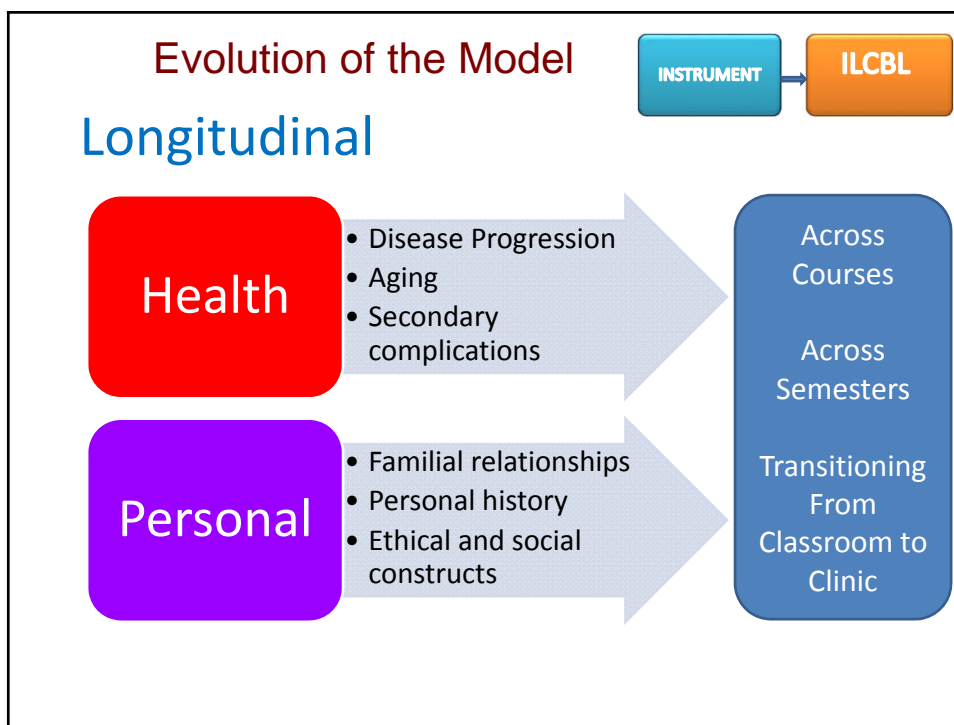 Evolution of the Model
INSTRUMENT
ILCBL
Longitudinal
Health
• Disease Progression
• Aging
• Secondary
complications
Personal
• Familial relationships
• Personal history
• Ethical and social
constructs
Across
Courses
Across
Semesters
Transitioning
From
Classroom to
Clinic